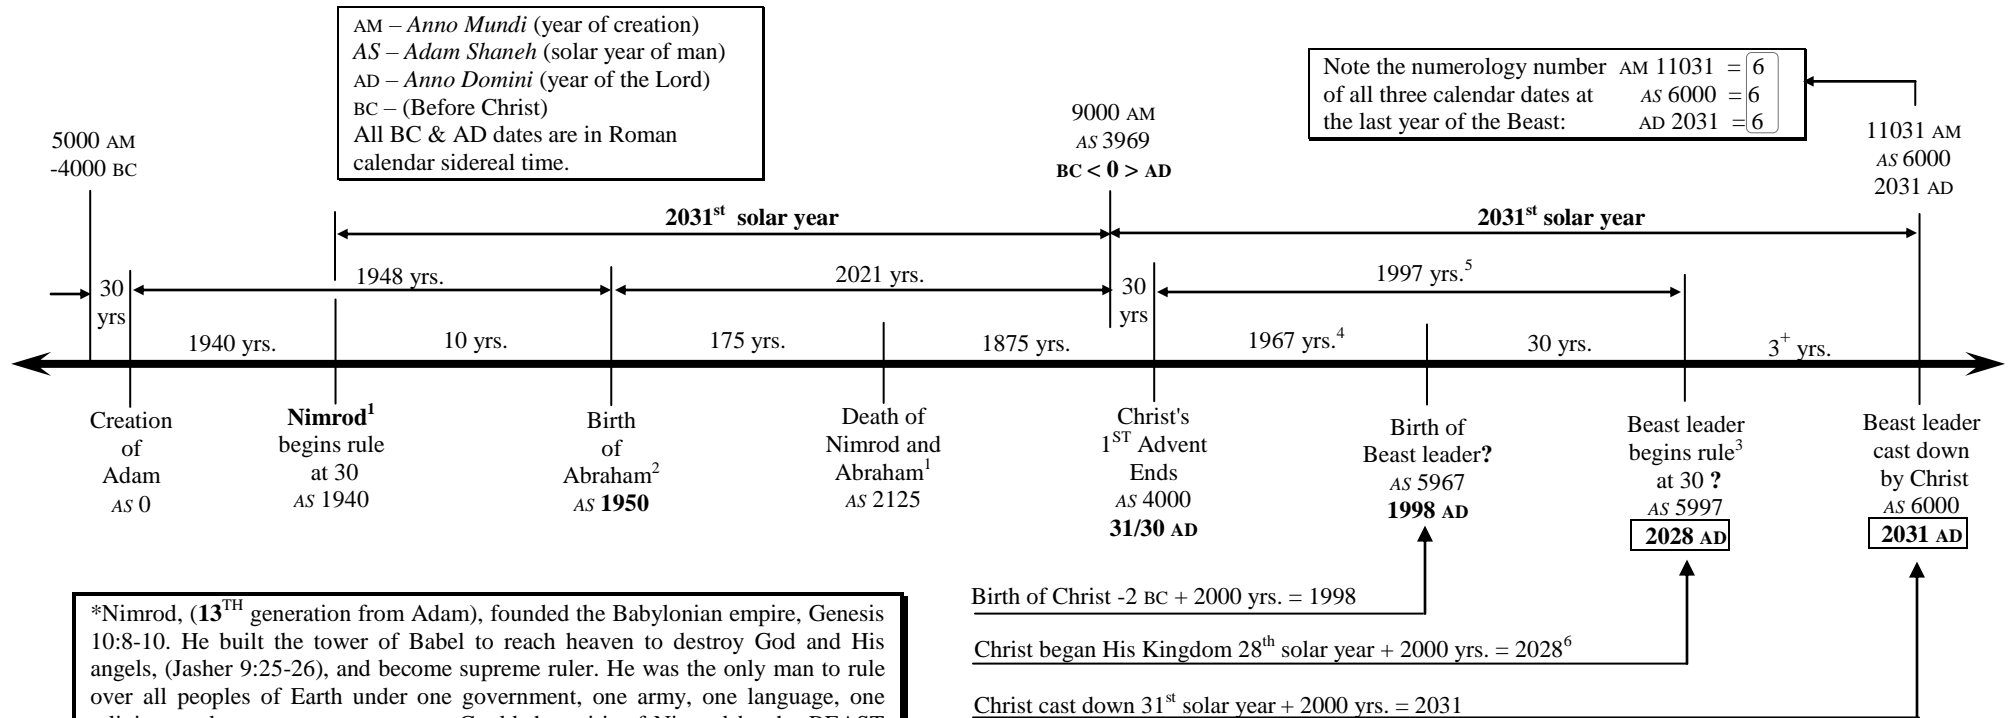 AM – Anno Mundi (year of creation)
AS – Adam Shaneh (solar year of man)
AD – Anno Domini (year of the Lord)
BC – (Before Christ)
All BC & AD dates are in Roman
calendar sidereal time.
Note the numerology number AM 11031 = 6
of all three calendar dates at AS 6000 = 6
the last year of the Beast: AD 2031 = 6
5000 AM
-4000 BC
9000 AM
AS 3969
BC < 0 > AD
11031 AM
AS 6000
2031 AD
2031st solar year
2031st solar year
30
yrs
1948 yrs.
2021 yrs.
30
yrs
1997 yrs.5
1940 yrs.
10 yrs.
175 yrs.
1875 yrs.
1967 yrs.4
30 yrs.
3+ yrs.
Creation
of
Adam
AS 0
Nimrod1
begins rule
at 30
AS 1940
Birth
of
Abraham2
AS 1950
Death of
Nimrod and
Abraham1
AS 2125
Christ's
1ST Advent
Ends
AS 4000
31/30 AD
Birth of
Beast leader?
AS 5967
1998 AD
Beast leader
begins rule3
at 30 ?
AS 5997
2028 AD
Beast leader
cast down
by Christ
AS 6000
2031 AD
*Nimrod, (13TH generation from Adam), founded the Babylonian empire, Genesis
10:8-10. He built the tower of Babel to reach heaven to destroy God and His
angels, (Jasher 9:25-26), and become supreme ruler. He was the only man to rule
over all peoples of Earth under one government, one army, one language, one
Birth of Christ -2 BC + 2000 yrs. = 1998
Christ began His Kingdom 28th solar year + 2000 yrs. = 20286
Christ cast down 31st solar year + 2000 yrs. = 2031